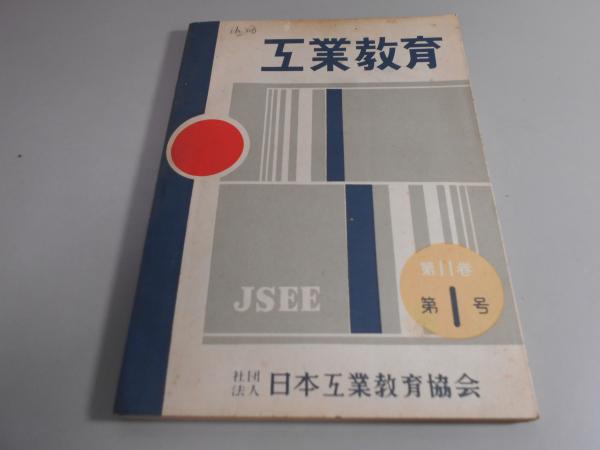 工業教育
JSEE
第11巻
第1号
社団
法人 日本工業教育協会